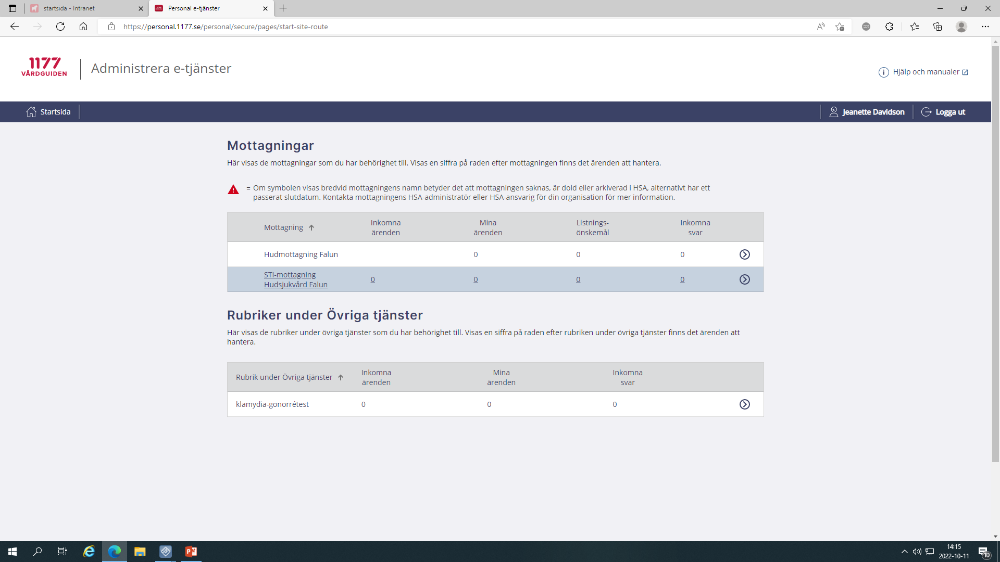 startsida - Intranet
Personal e-tjänster
https://personal.1177.se/personal/secure/pages/start-site-route
1177
VÅRDGUIDEN
Administrera e-tjänster
Hjälp och manualer
Startsida
Jeanette Davidson
Logga ut
Mottagningar
Här visas de mottagningar som du har behörighet till. Visas en siffra på raden efter mottagningen finns det ärenden att hantera.
= Om symbolen visas bredvid mottagningens namn betyder det att mottagningen saknas, är dold eller arkiverad i HSA, alternativt har ett
passerat slutdatum. Kontakta mottagningens HSA-administratör eller HSA-ansvarig för din organisation för mer information.
Mottagning
Inkomna
ärenden
Mina
ärenden
Listnings-
önskemål
Inkomna
svar
Hudmottagning Falun
0
0
0
STI-mottagning
Hudsjukvård Falun
0
0
0
0
Rubriker under Övriga tjänster
Här visas de rubriker under övriga tjänster som du har behörighet till. Visas en siffra på raden efter rubriken under övriga tjänster finns det ärenden att
hantera.
Rubrik under Övriga tjänster
Inkomna
ärenden
Mina
ärenden
Inkomna
svar
klamydia-gonorrétest
0
0
0
14:15
2022-10-11
10